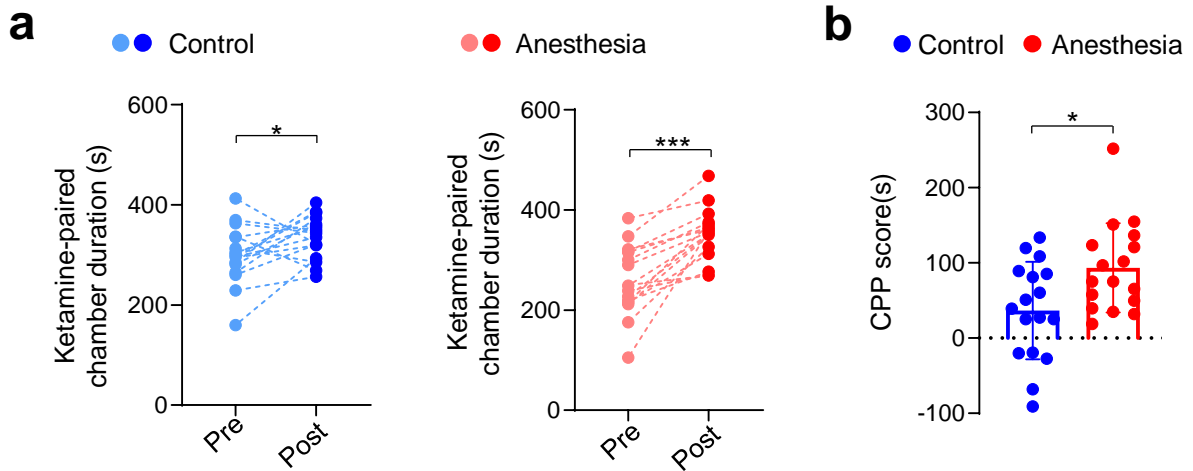 a
Control
Anesthesia
Ketamine-paired
chamber duration (s)
600
400
200
0
*
Pre
Post
Ketamine-paired
chamber duration (s)
600
400
200
0
***
Pre
Post
b
Control
Anesthesia
CPP score(s)
300
200
100
0
-100
*